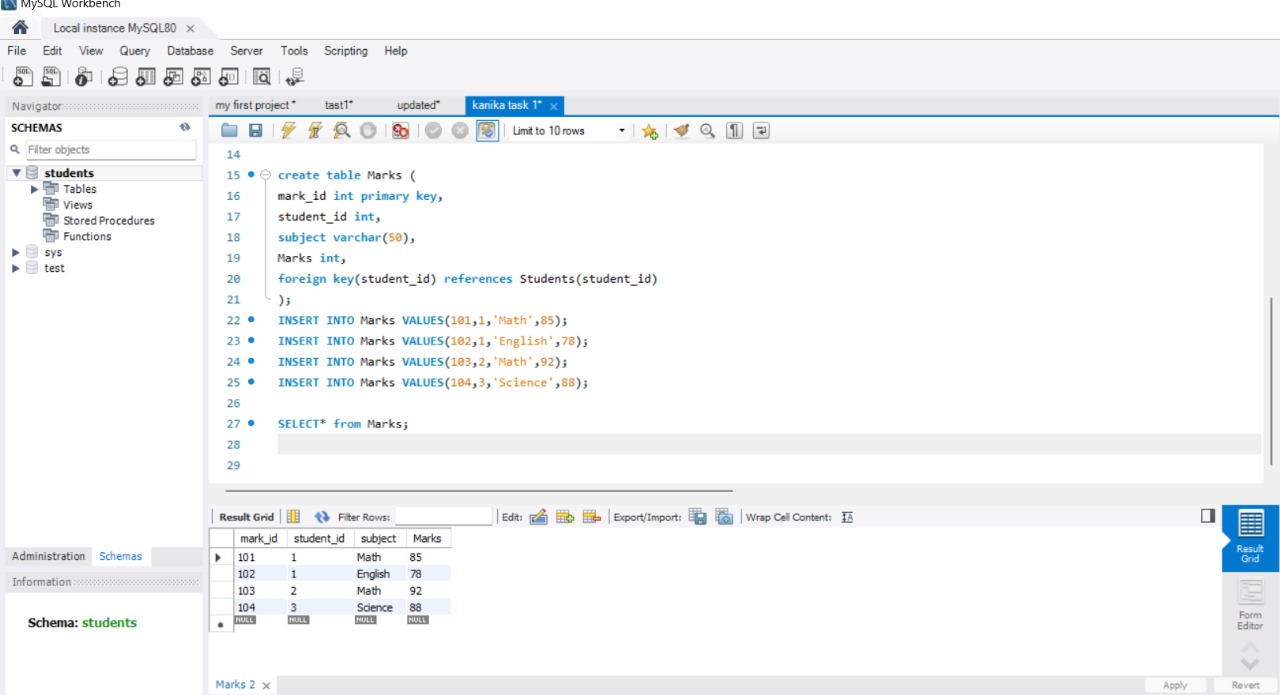 MySQL Workbench
Local instance MySQL80
File Edit View Query Database Server Tools Scripting Help
Navigator
my first project* tast1* updated* kanika task 1*
SCHEMAS
Limit to 10 rows
Filter objects
students
Tables
Views
Stored Procedures
Functions
sys
test
14
15 create table Marks (
16 mark_id int primary key,
17 student_id int,
18 subject varchar(50),
19 Marks int,
20 foreign key(student_id) references Students(student_id)
21 );
22 INSERT INTO Marks VALUES(101,1,'Math',85);
23 INSERT INTO Marks VALUES(102,1,'English',78);
24 INSERT INTO Marks VALUES(103,2,'Math',92);
25 INSERT INTO Marks VALUES(104,3,'Science',88);
26
27 SELECT* from Marks;
28
29
Result Grid Filter Rows: Edit: Export/Import: Wrap Cell Content: IA
mark_id student_id subject Marks
101 1 Math 85
102 1 English 78
103 2 Math 92
104 3 Science 88
NULL NULL NULL NULL
Result Grid
Form Editor
Administration Schemas
Information
Schema: students
Marks 2
Apply Revert